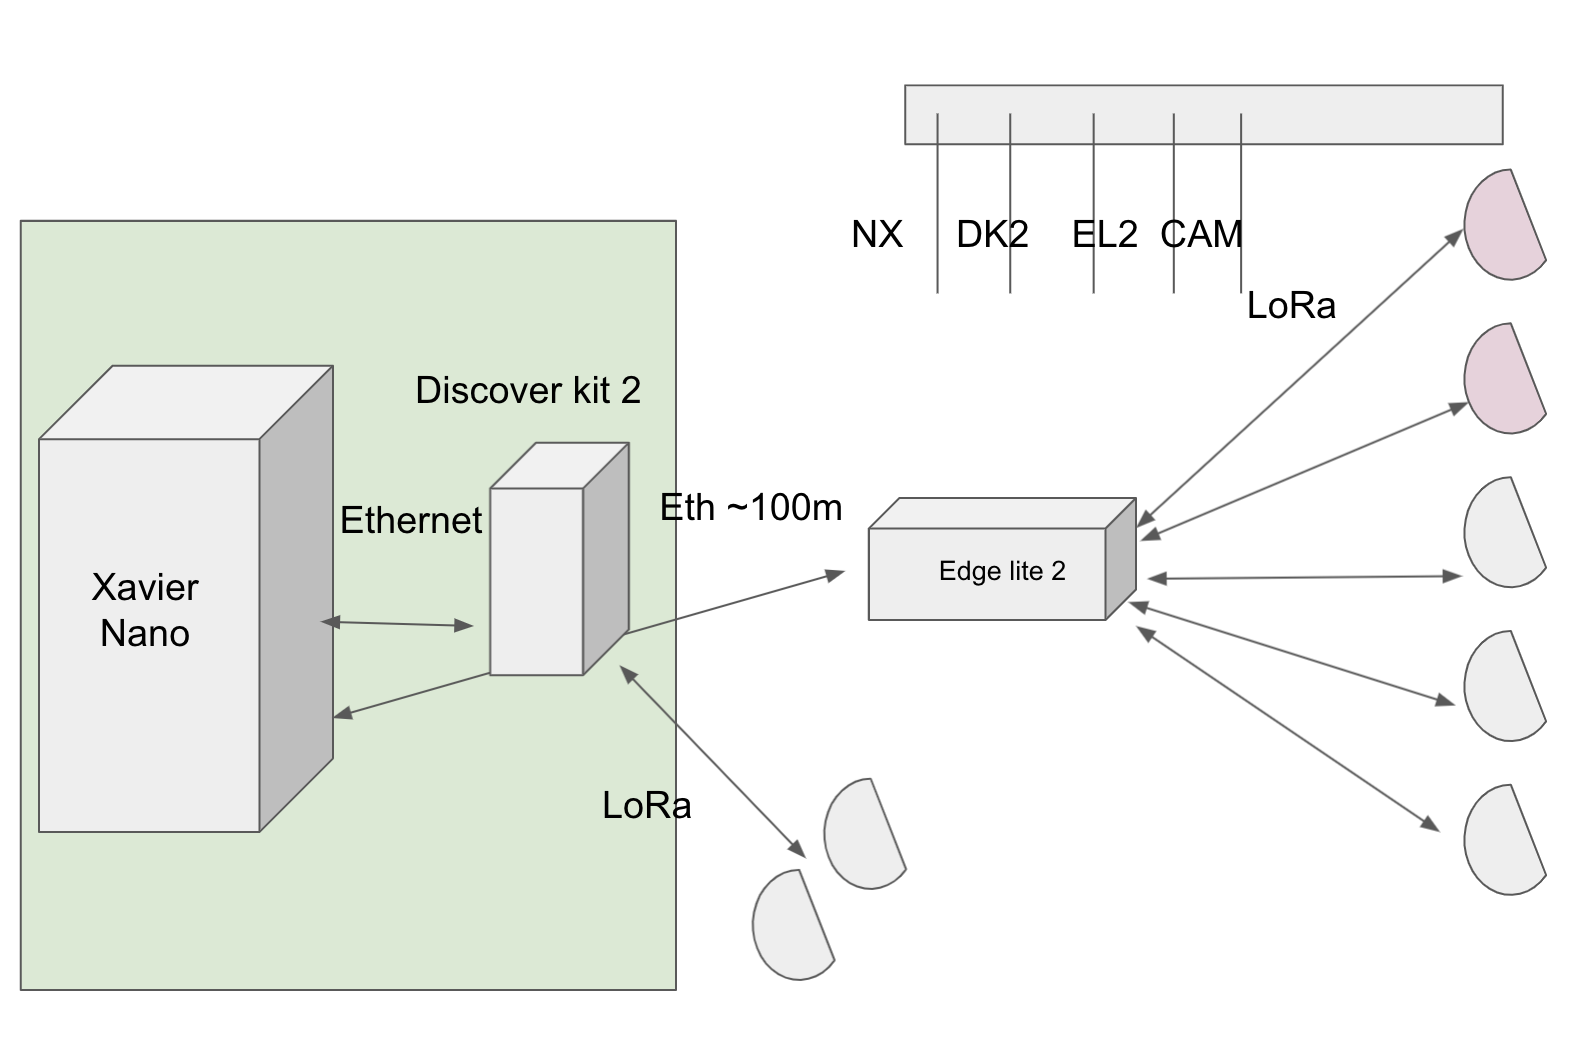 NX DK2 EL2 CAM
LoRa
Discover kit 2
Ethernet
Eth ~100m
Xavier
Nano
Edge lite 2
LoRa